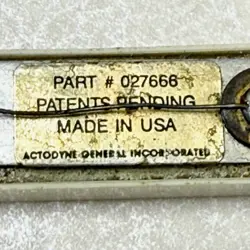 PART # 027666
PATENTS PENDING
MADE IN USA
ACTODYNE GENERAL INCORPORATED